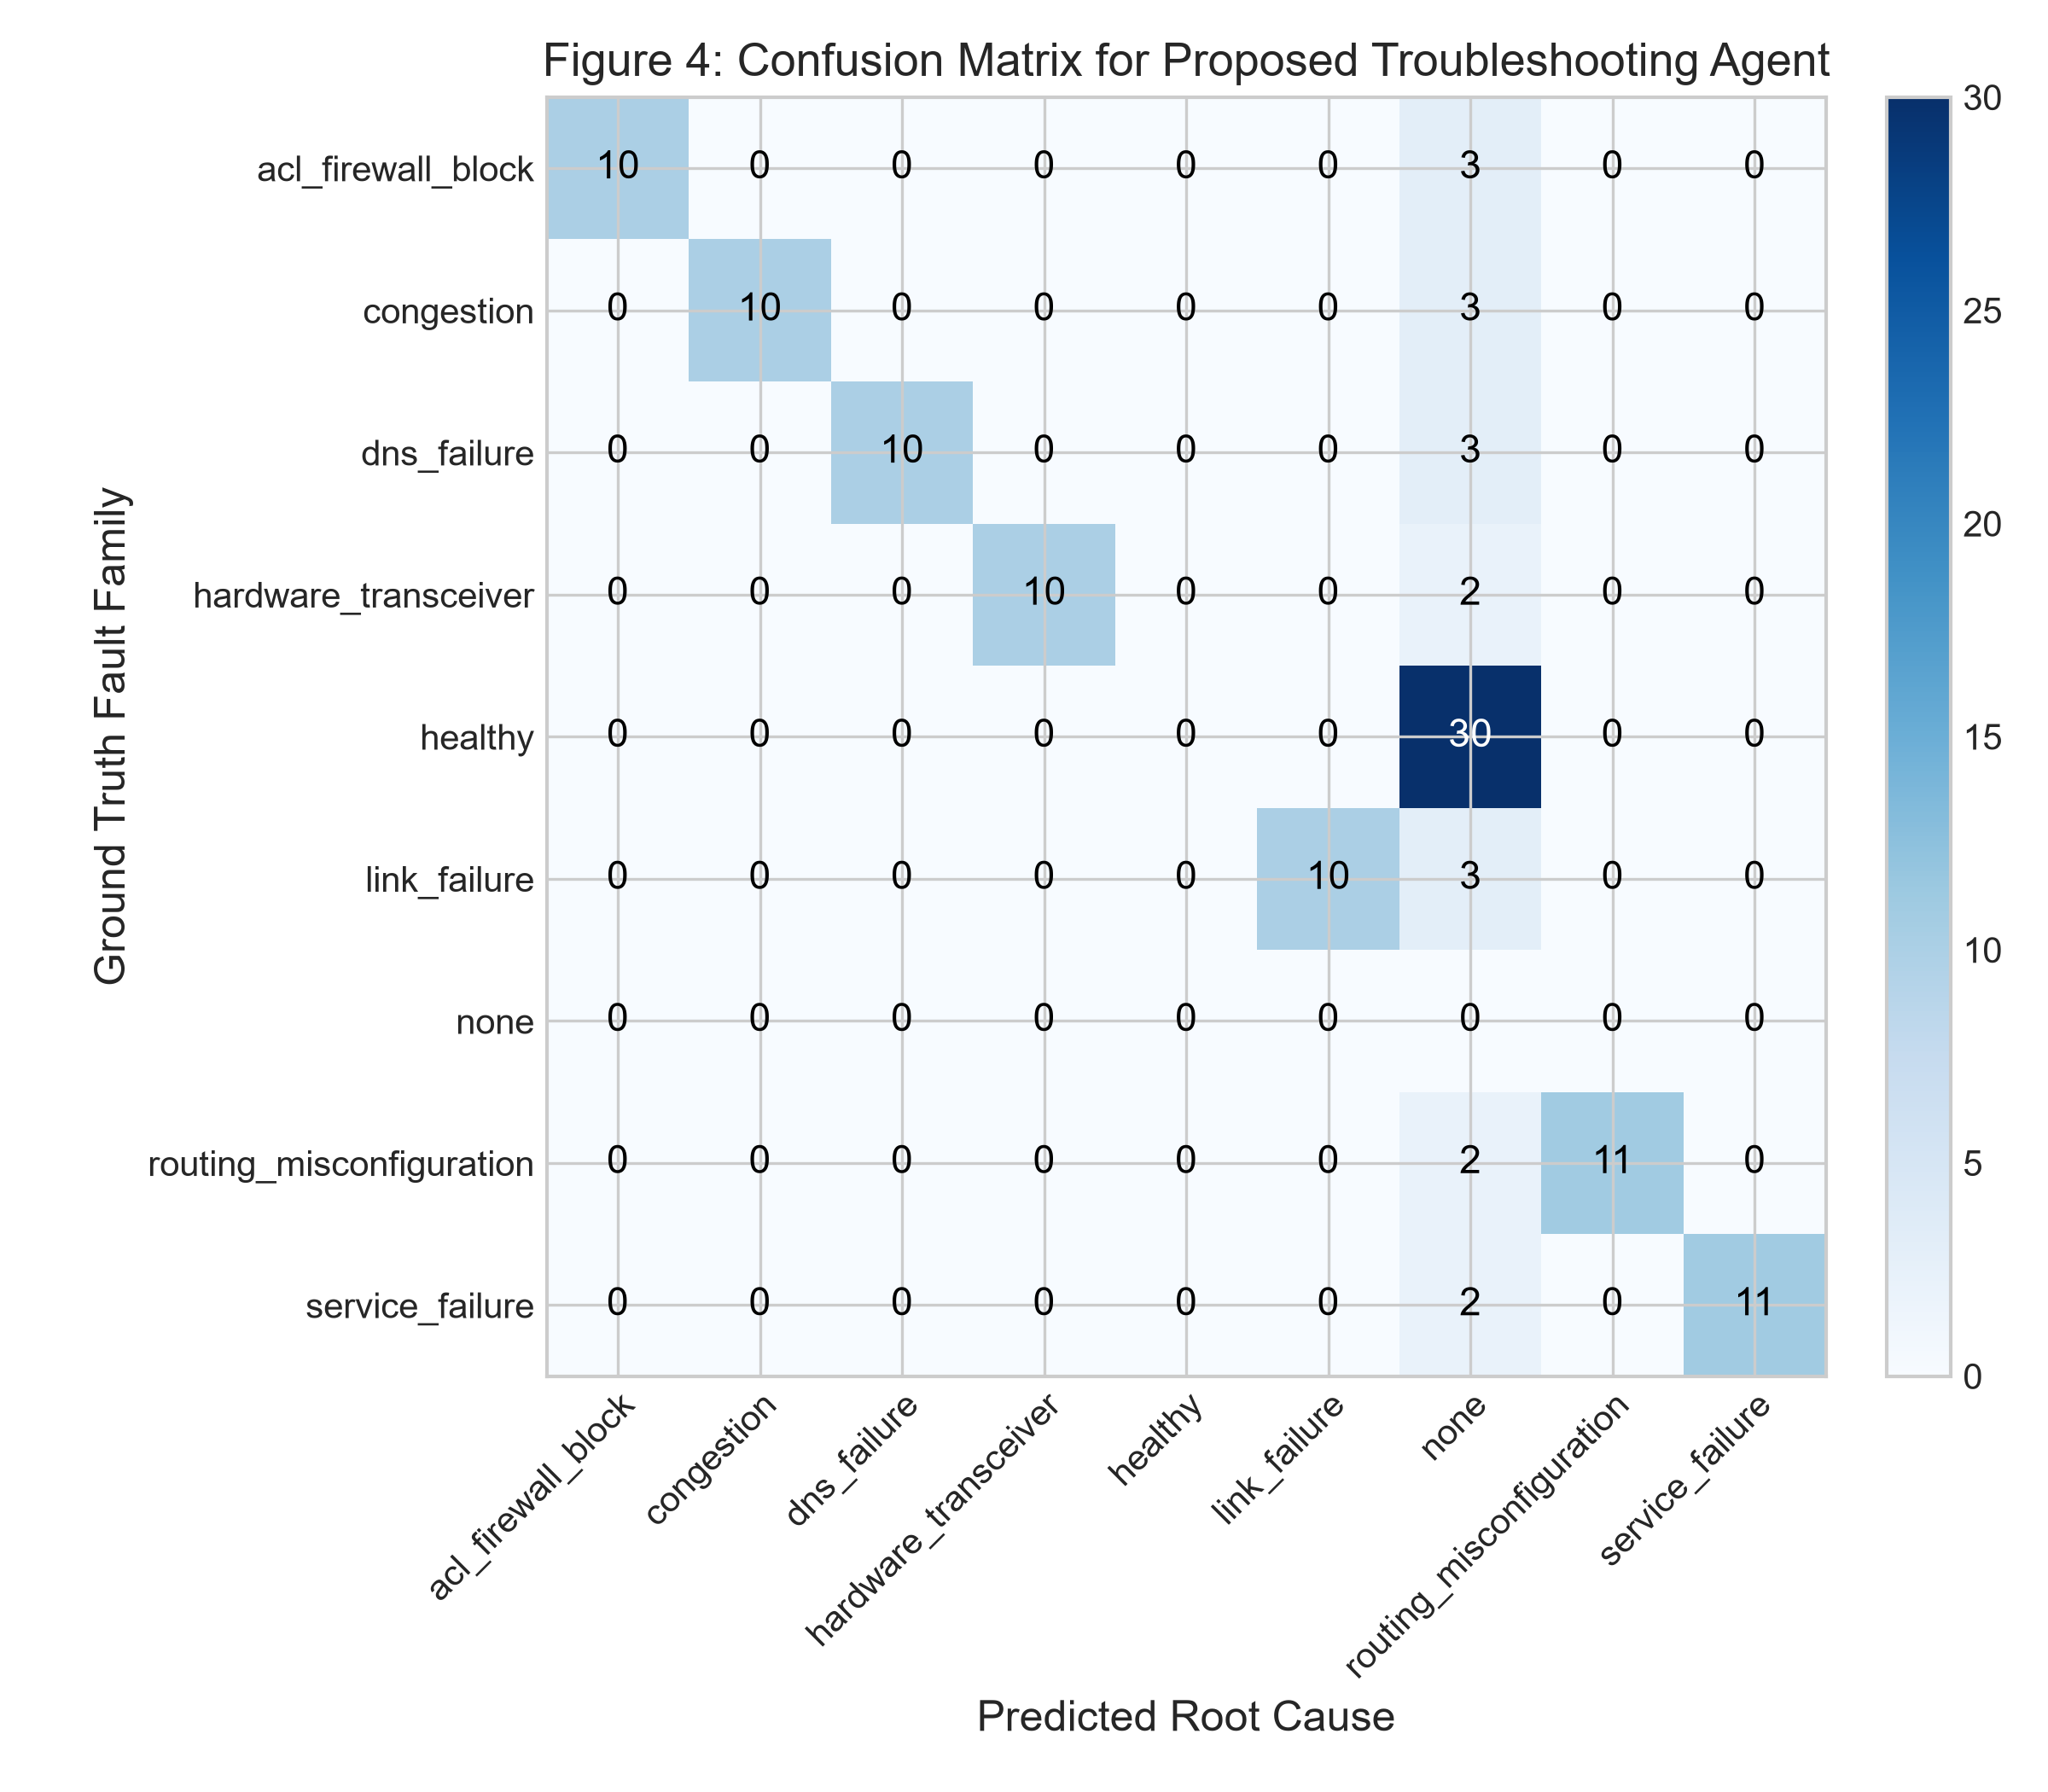 Figure 4: Confusion Matrix for Proposed Troubleshooting Agent
acl_firewall_block 10 0 0 0 0 0 3 0 0
congestion 0 10 0 0 0 0 3 0 0
dns_failure 0 0 10 0 0 0 3 0 0
hardware_transceiver 0 0 0 10 0 0 2 0 0
healthy 0 0 0 0 0 0 30 0 0
link_failure 0 0 0 0 0 10 3 0 0
none 0 0 0 0 0 0 0 0 0
routing_misconfiguration 0 0 0 0 0 0 2 11 0
service_failure 0 0 0 0 0 0 2 0 11
Ground Truth Fault Family
acl_firewall_block
congestion
dns_failure
hardware_transceiver
healthy
link_failure
none
routing_misconfiguration
service_failure
Predicted Root Cause
30
25
20
15
10
5
0